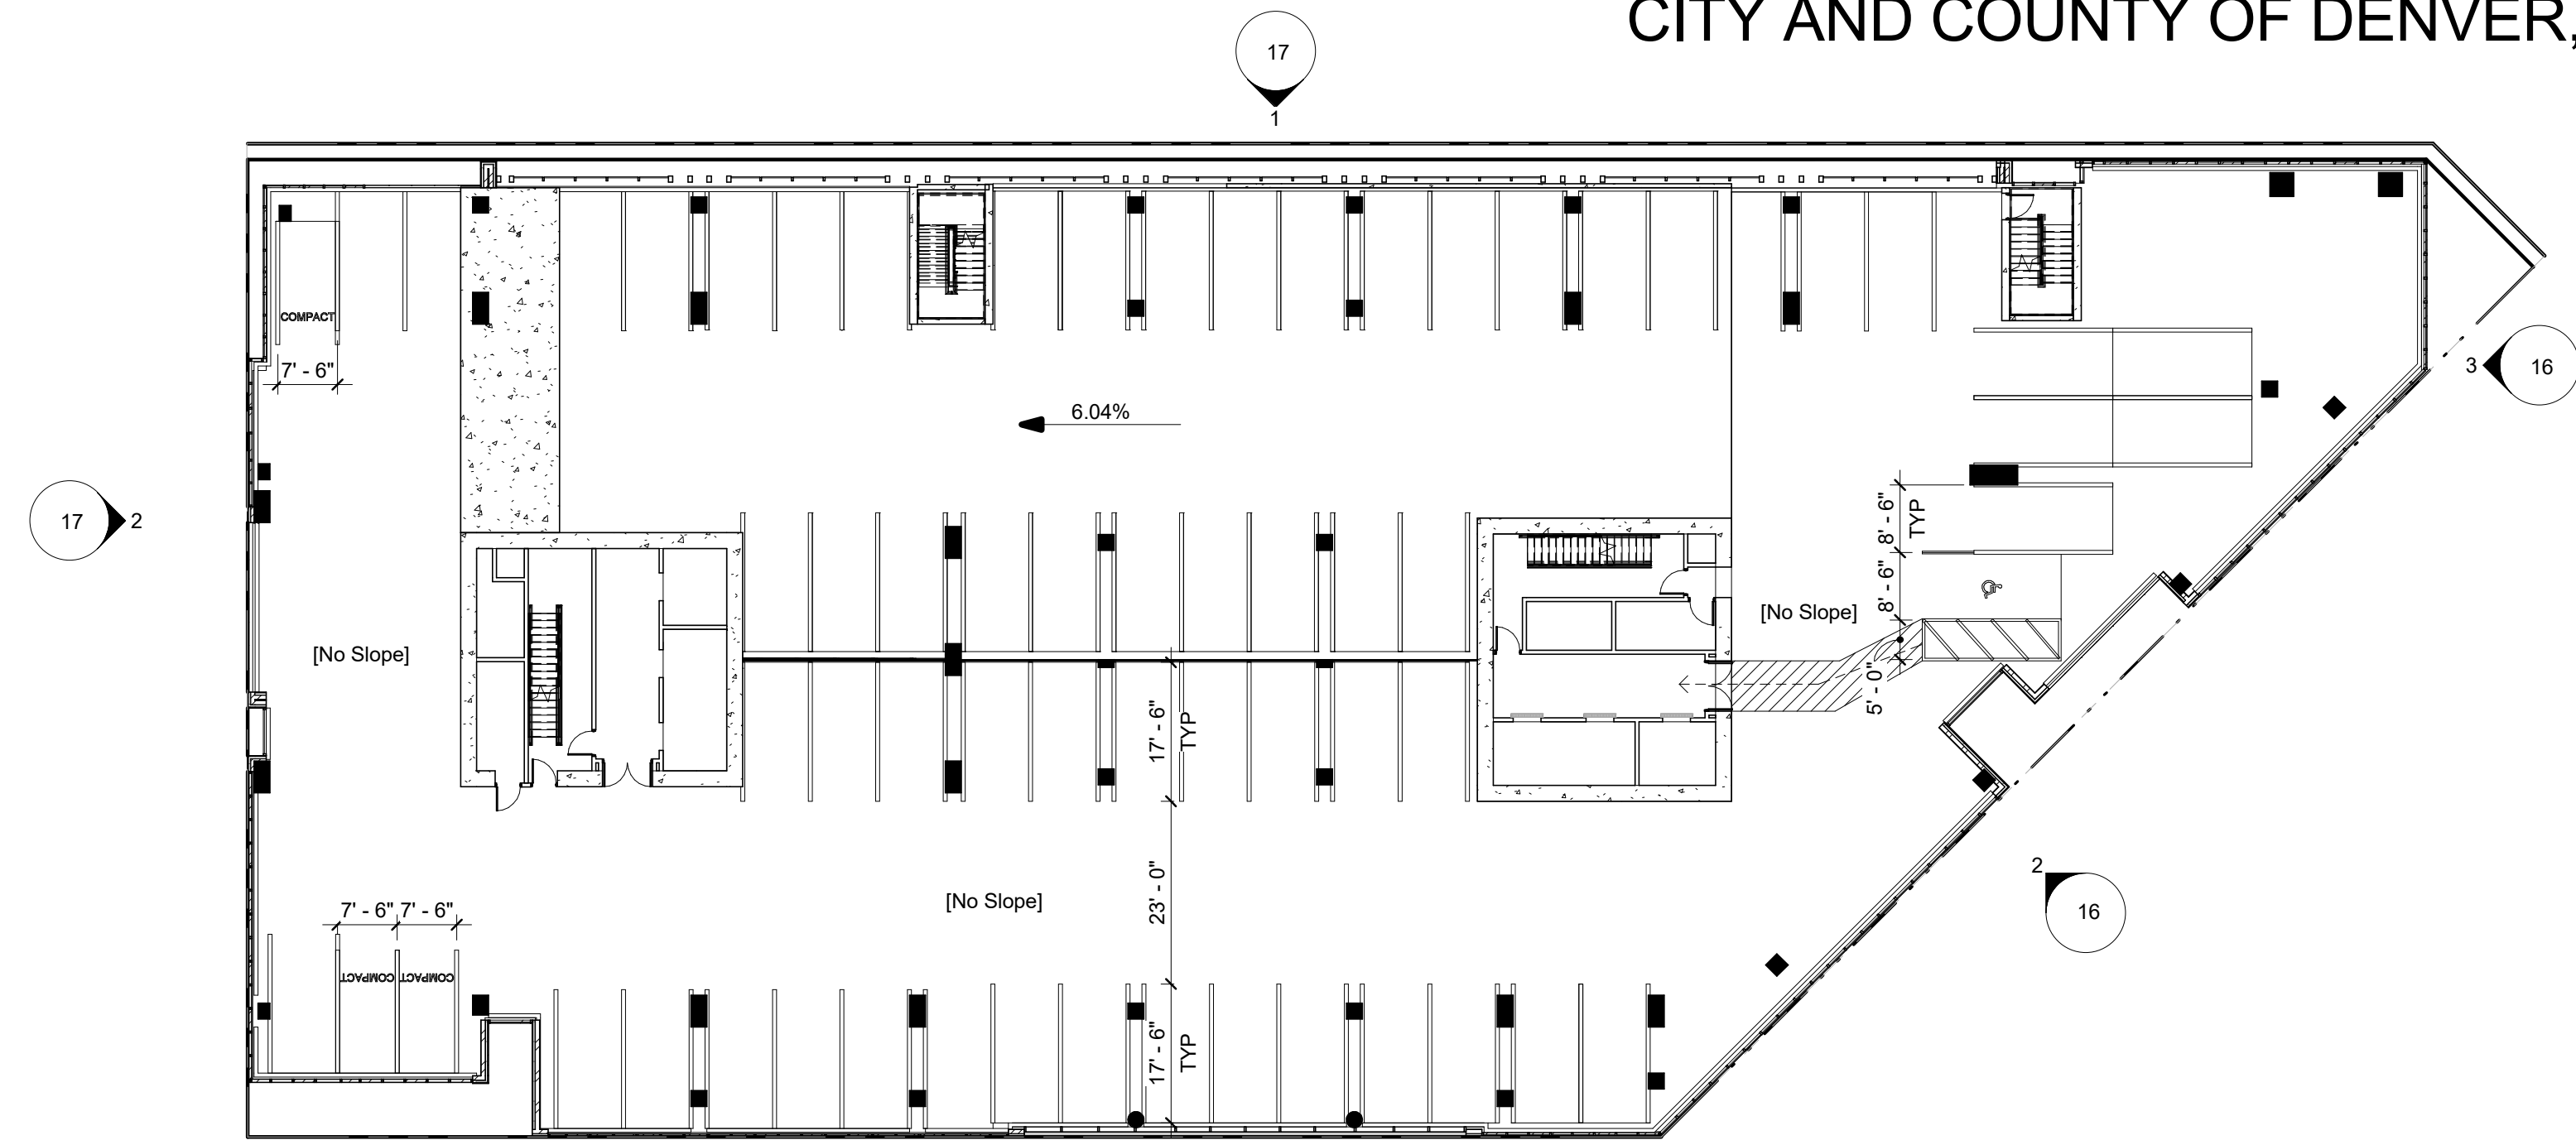 CITY AND COUNTY OF DENVER,
17
1
COMPACT
7' - 6"
6.04%
3
16
17
2
8' - 6"
TYP
8' - 6"
[No Slope]
[No Slope]
5' - 0"
17' - 6"
TYP
23' - 0"
[No Slope]
2
16
7' - 6"
7' - 6"
COMPACT
COMPACT
17' - 6"
TYP